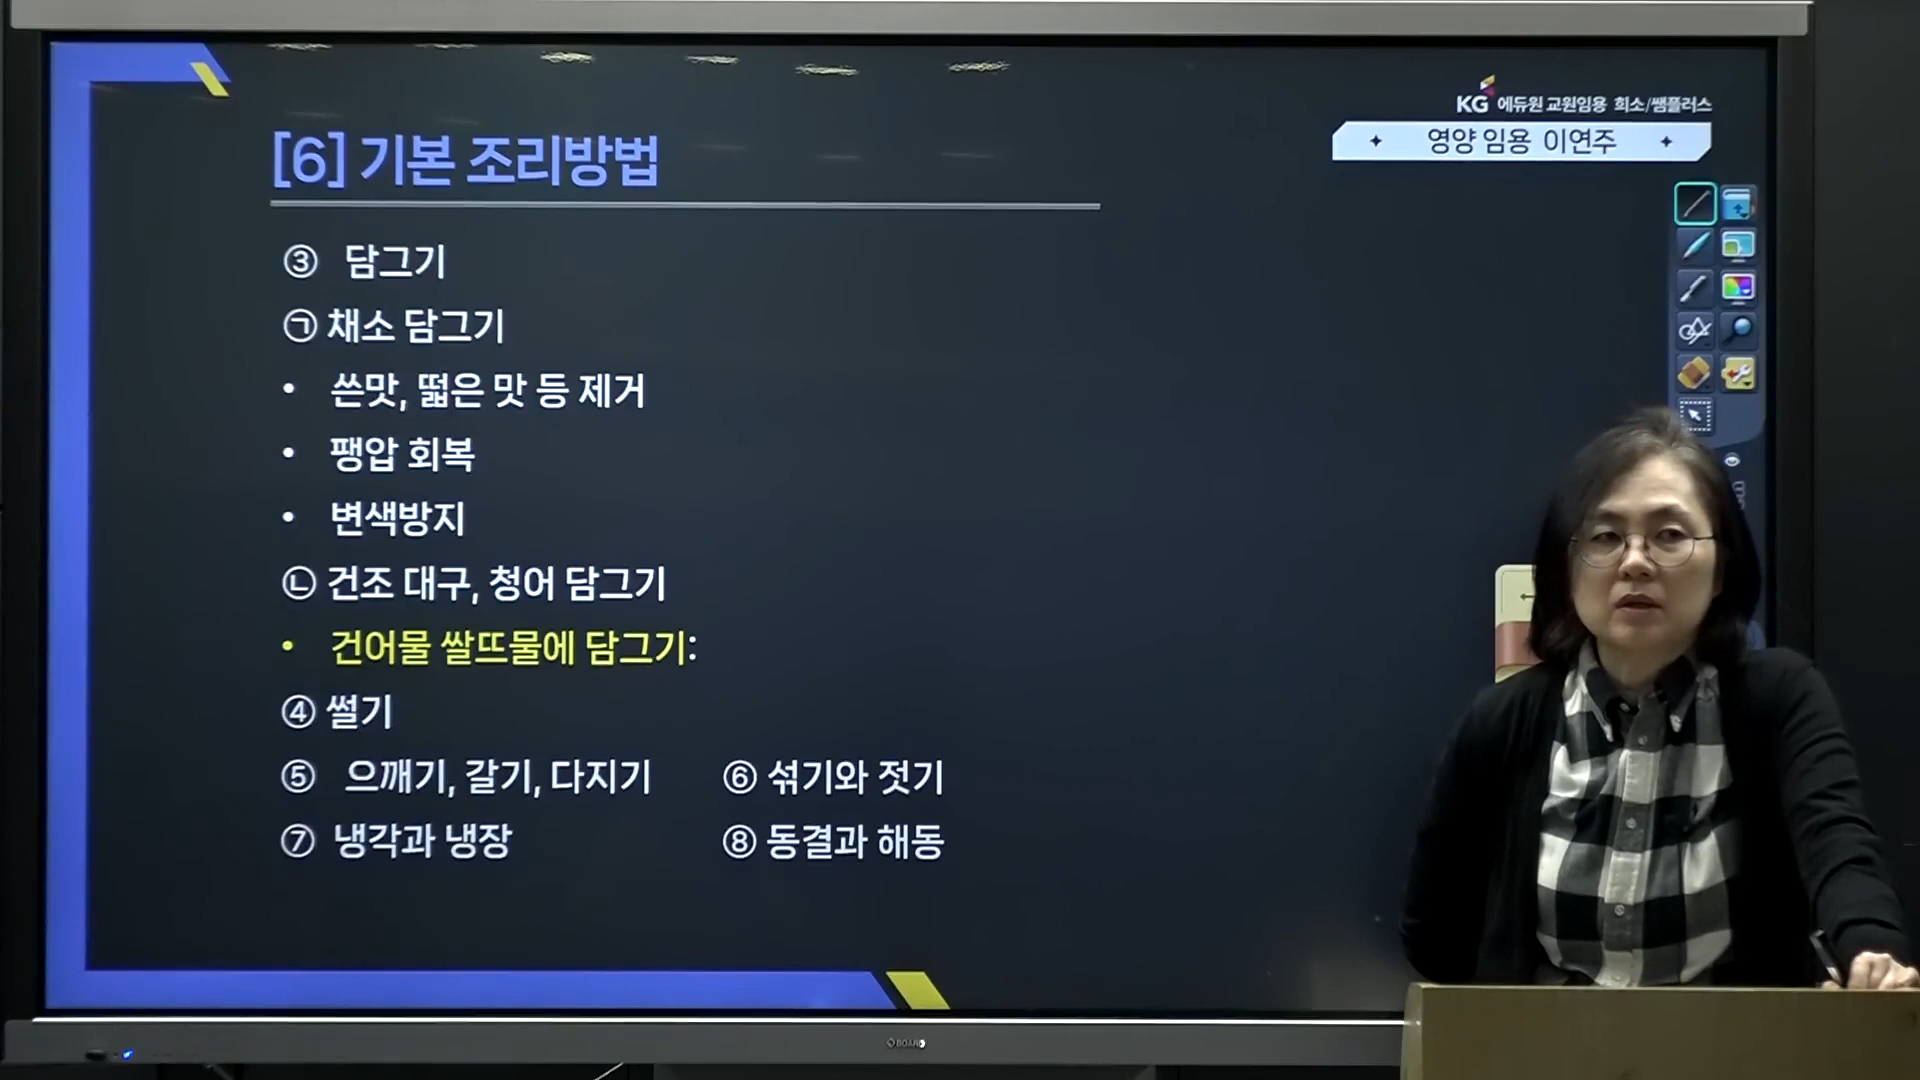 KG 에듀원 교원임용 희소/쌤플러스
영양 임용 이연주
[6] 기본 조리방법
③ 담그기
㉠ 채소 담그기
• 쓴맛, 떫은 맛 등 제거
• 팽압 회복
• 변색방지
㉡ 건조 대구, 청어 담그기
• 건어물 쌀뜨물에 담그기:
④ 썰기
⑤ 으깨기, 갈기, 다지기 ⑥ 섞기와 젓기
⑦ 냉각과 냉장 ⑧ 동결과 해동